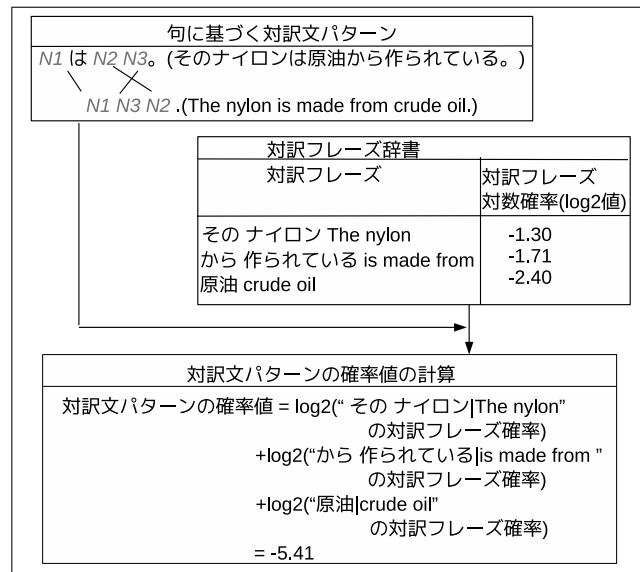 句に基づく対訳文パターン
N1 は N2 N3。(そのナイロンは原油から作られている。)
N1 N3 N2 .(The nylon is made from crude oil.)
対訳フレーズ辞書
対訳フレーズ 対訳フレーズ
対数確率(log2値)
その ナイロン The nylon -1.30
から 作られている is made from -1.71
原油 crude oil -2.40
対訳文パターンの確率値の計算
対訳文パターンの確率値 = log2(“ その ナイロン|The nylon”
の対訳フレーズ確率)
+log2(“から 作られている|is made from ”
の対訳フレーズ確率)
+log2(“原油|crude oil”
の対訳フレーズ確率)
= -5.41